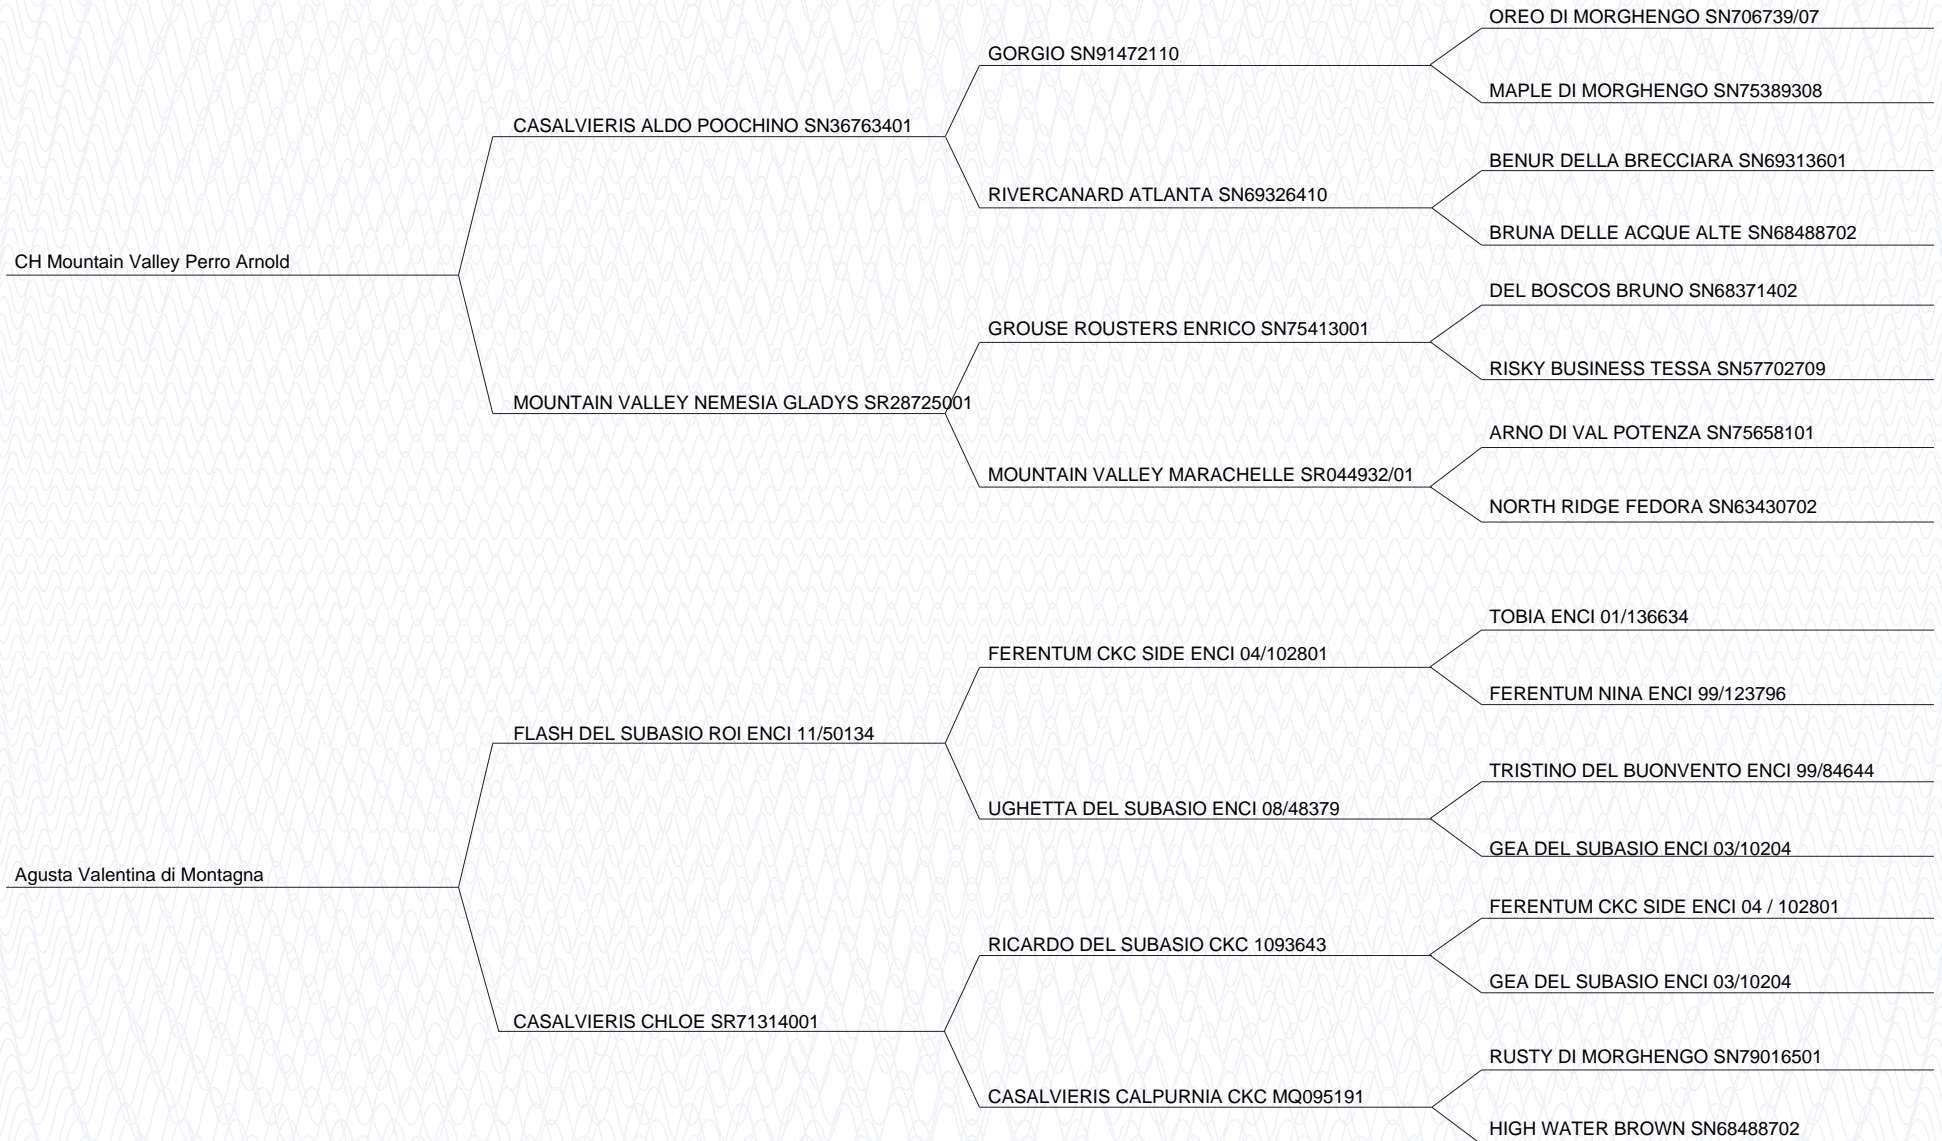 OREO DI MORGHENGO SN706739/07
GORGIO SN91472110
MAPLE DI MORGHENGO SN75389308
CASALVIERIS ALDO POOCHINO SN36763401
BENUR DELLA BRECCIARA SN69313601
RIVERCANARD ATLANTA SN69326410
BRUNA DELLE ACQUE ALTE SN68488702
CH Mountain Valley Perro Arnold
DEL BOSCOS BRUNO SN68371402
GROUSE ROUSTERS ENRICO SN75413001
RISKY BUSINESS TESSA SN57702709
MOUNTAIN VALLEY NEMESIA GLADYS SR28725001
ARNO DI VAL POTENZA SN75658101
MOUNTAIN VALLEY MARACHELLE SR044932/01
NORTH RIDGE FEDORA SN63430702
TOBIA ENCI 01/136634
FERENTUM CKC SIDE ENCI 04/102801
FERENTUM NINA ENCI 99/123796
FLASH DEL SUBASIO ROI ENCI 11/50134
TRISTINO DEL BUONVENTO ENCI 99/84644
UGHETTA DEL SUBASIO ENCI 08/48379
GEA DEL SUBASIO ENCI 03/10204
Agusta Valentina di Montagna
FERENTUM CKC SIDE ENCI 04 / 102801
RICARDO DEL SUBASIO CKC 1093643
GEA DEL SUBASIO ENCI 03/10204
CASALVIERIS CHLOE SR71314001
RUSTY DI MORGHENGO SN79016501
CASALVIERIS CALPURNIA CKC MQ095191
HIGH WATER BROWN SN68488702